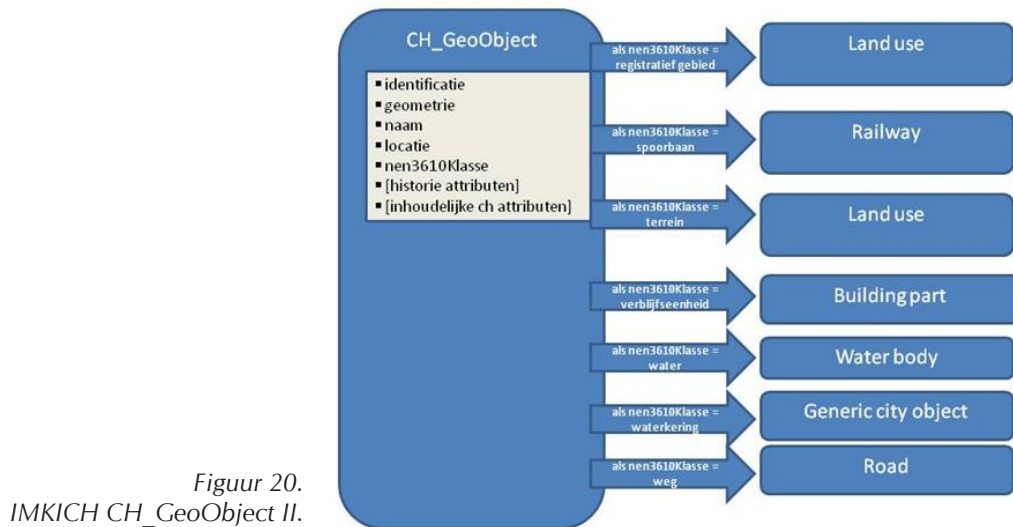 CH_GeoObject
▪ identificatie
▪ geometrie
▪ naam
▪ locatie
▪ nen3610Klasse
▪ [historie attributen]
▪ [inhoudelijke ch attributen]
als nen3610Klasse =
registratief gebied
Land use
als nen3610Klasse =
spoorbaan
Railway
als nen3610Klasse =
terrein
Land use
als nen3610Klasse =
verblijfseenheid
Building part
als nen3610Klasse =
water
Water body
als nen3610Klasse =
waterkering
Generic city object
als nen3610Klasse =
weg
Road
Figuur 20.
IMKICH CH_GeoObject II.